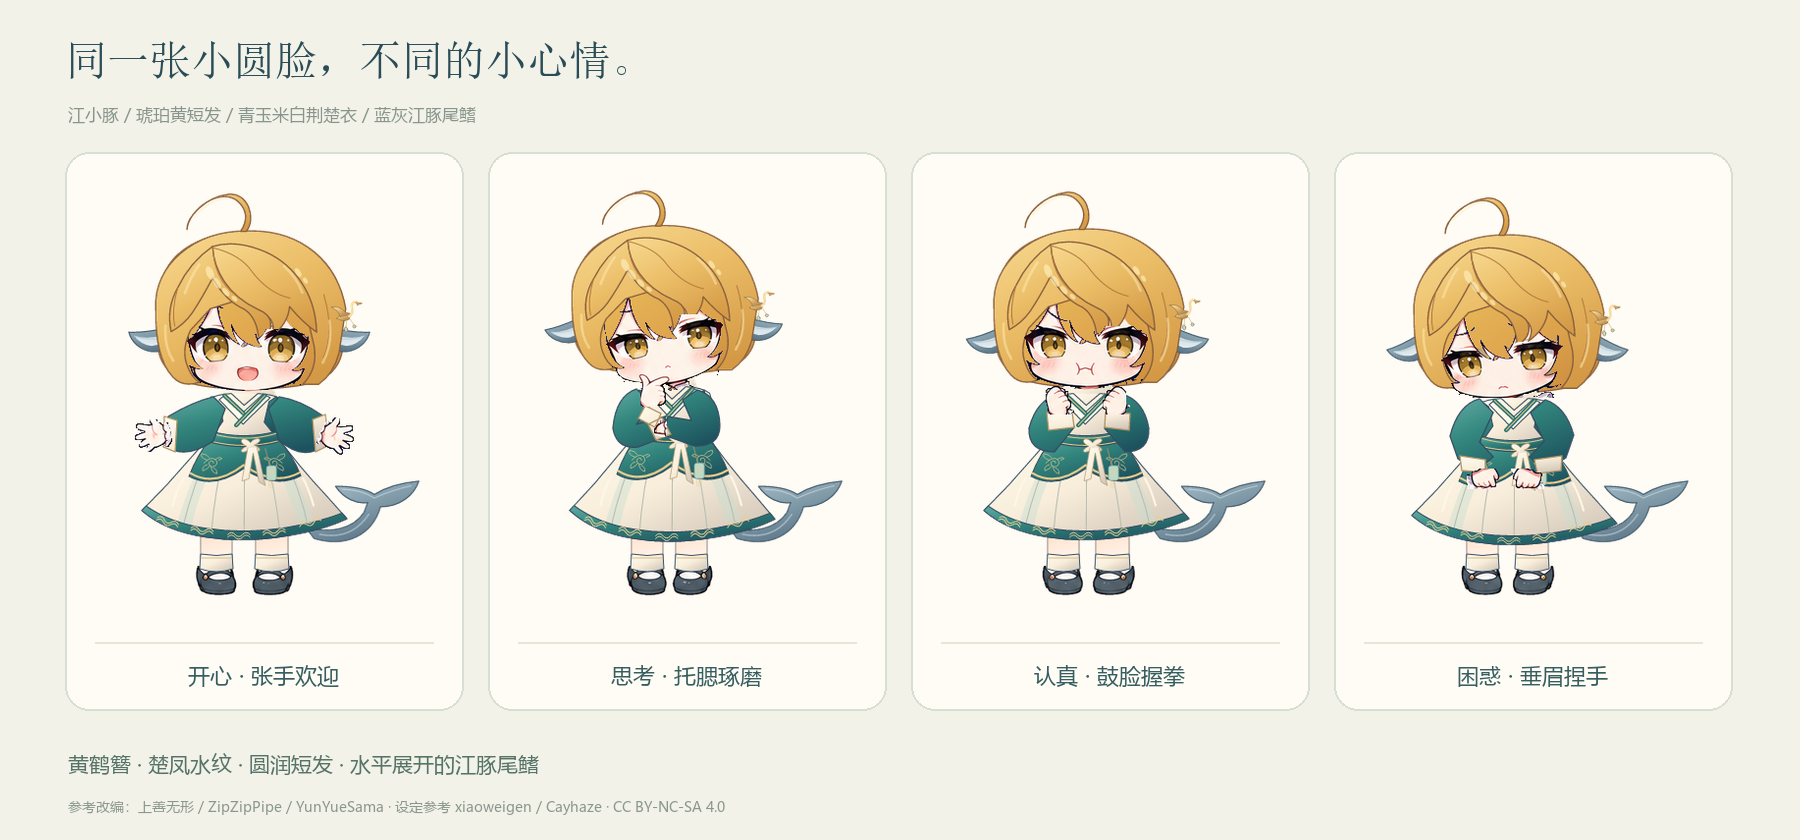 同一张小圆脸，不同的小心情。
江小豚 / 琥珀黄短发 / 青玉米白荆楚衣 / 蓝灰江豚尾鳍
开心 · 张手欢迎
思考 · 托腮琢磨
认真 · 鼓脸握拳
困惑 · 垂眉捏手
黄鹤簪 · 楚凤水纹 · 圆润短发 · 水平展开的江豚尾鳍
参考改编：上善无形 / ZipZipPipe / YunYueSama · 设定参考 xiaoweigen / Cayhaze · CC BY-NC-SA 4.0